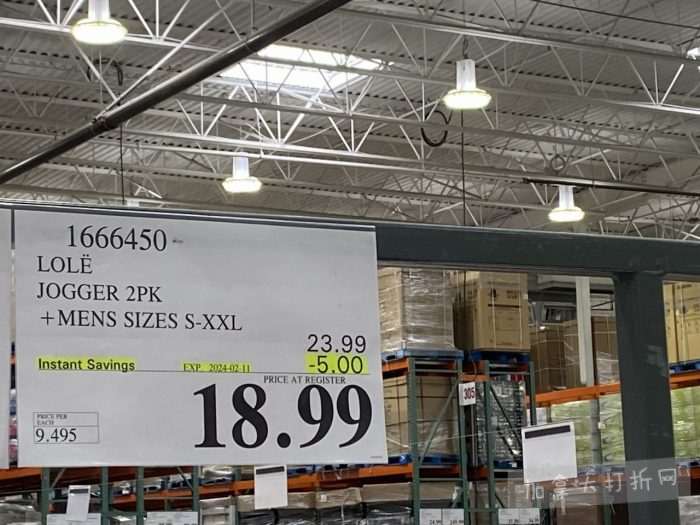 1666450
LOLË
JOGGER 2PK
+MENS SIZES S-XXL
23.99
Instant Savings EXP. 2024-02-11 -5.00
PRICE AT REGISTER
18.99
PRICE PER
EACH
9.495
305
加拿大打折网